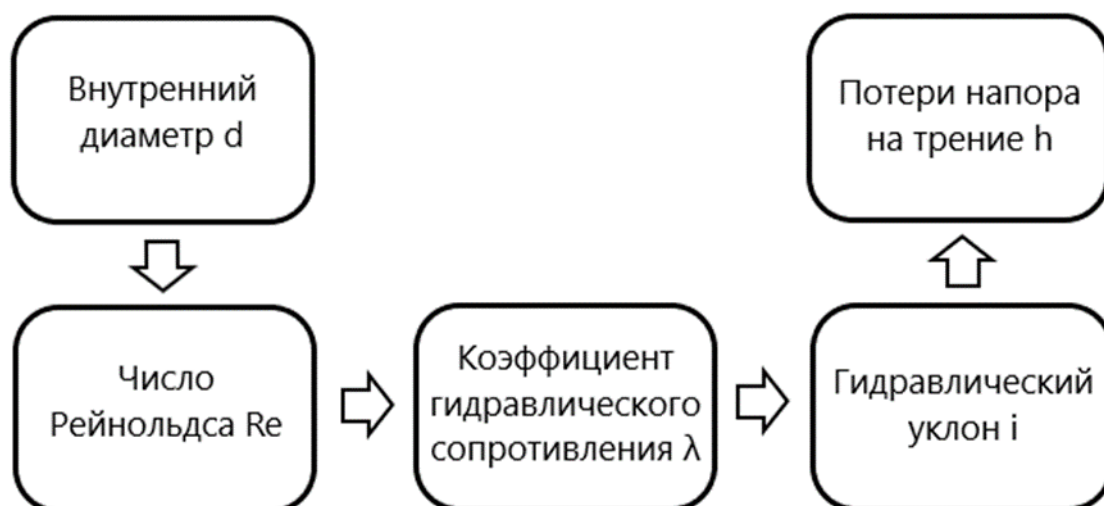 Внутренний
диаметр d
Число
Рейнольдса Re
Коэффициент
гидравлического
сопротивления λ
Гидравлический
уклон i
Потери напора
на трение h